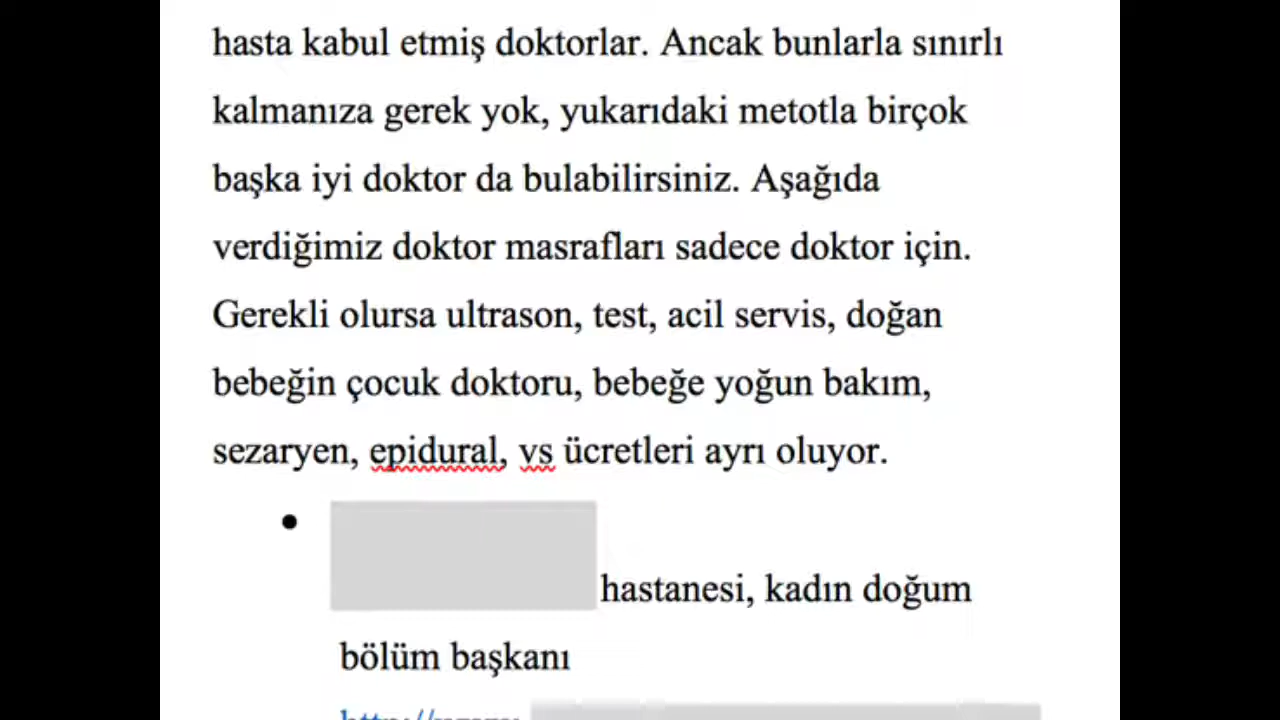 hasta kabul etmiş doktorlar. Ancak bunlarla sınırlı
kalmanıza gerek yok, yukarıdaki metotla birçok
başka iyi doktor da bulabilirsiniz. Aşağıda
verdiğimiz doktor masrafları sadece doktor için.
Gerekli olursa ultrason, test, acil servis, doğan
bebeğin çocuk doktoru, bebeğe yoğun bakım,
sezaryen, epidural, vs ücretleri ayrı oluyor.
• hastanesi, kadın doğum
bölüm başkanı